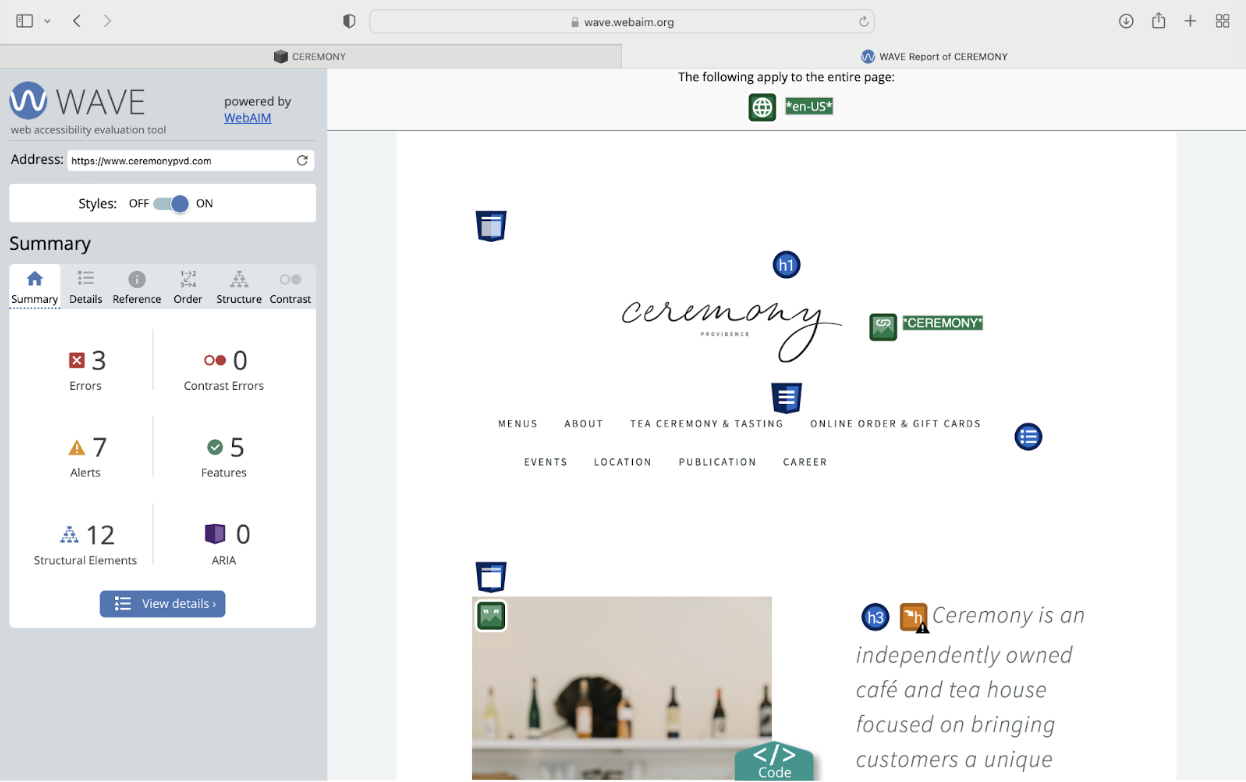 wave.webaim.org
CEREMONY
WAVE Report of CEREMONY
WAVE
web accessibility evaluation tool
powered by
WebAIM
Address: https://www.ceremonypvd.com
Styles: OFF ON
Summary
Summary Details Reference Order Structure Contrast
3 0
Errors Contrast Errors
7 5
Alerts Features
12 0
Structural Elements ARIA
View details ›
The following apply to the entire page:
*en-US*
h1
ceremony
PROVIDENCE
*CEREMONY*
MENUS ABOUT TEA CEREMONY & TASTING ONLINE ORDER & GIFT CARDS
EVENTS LOCATION PUBLICATION CAREER
h3 h Ceremony is an
independently owned
café and tea house
focused on bringing
customers a unique
</>
Code